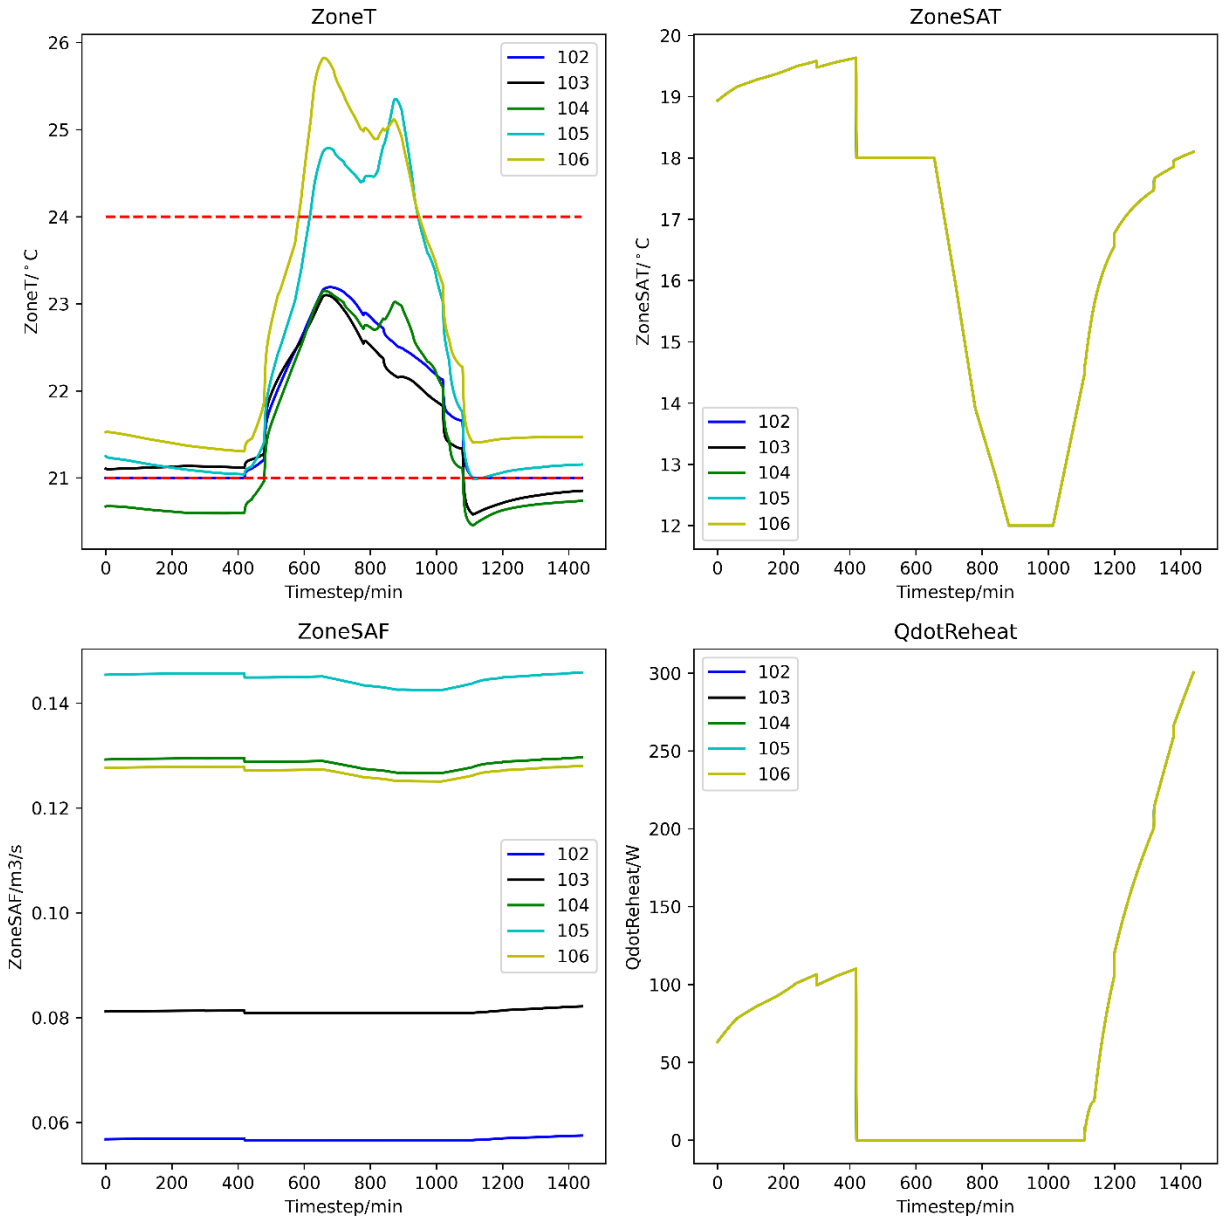 ZoneT
26
25
24
23
22
21
ZoneT/°C
102
103
104
105
106
0 200 400 600 800 1000 1200 1400
Timestep/min
ZoneSAT
20
19
18
17
16
15
14
13
12
ZoneSAT/°C
102
103
104
105
106
0 200 400 600 800 1000 1200 1400
Timestep/min
ZoneSAF
0.14
0.12
0.10
0.08
0.06
ZoneSAF/m3/s
102
103
104
105
106
0 200 400 600 800 1000 1200 1400
Timestep/min
QdotReheat
300
250
200
150
100
50
0
QdotReheat/W
102
103
104
105
106
0 200 400 600 800 1000 1200 1400
Timestep/min